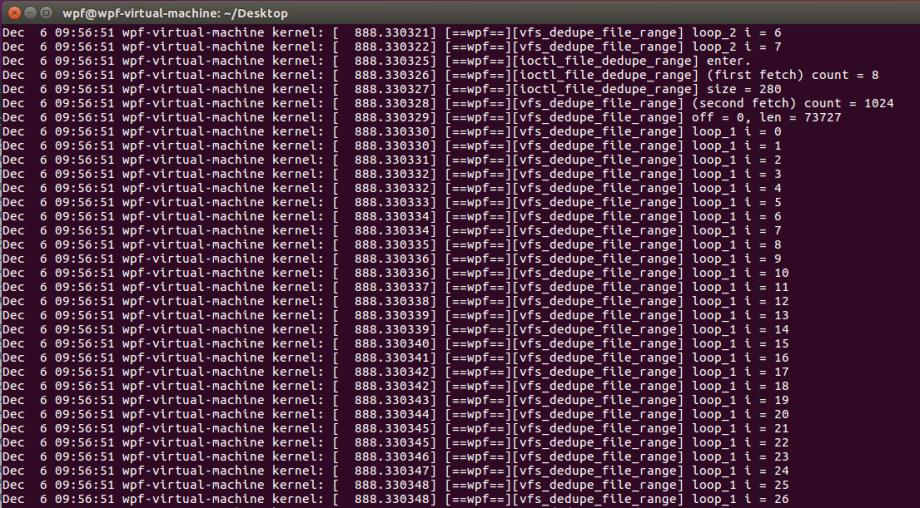 wpf@wpf-virtual-machine: ~/Desktop
Dec  6 09:56:51 wpf-virtual-machine kernel: [  888.330321] [==wpf==][vfs_dedupe_file_range] loop_2 i = 6
Dec  6 09:56:51 wpf-virtual-machine kernel: [  888.330322] [==wpf==][vfs_dedupe_file_range] loop_2 i = 7
Dec  6 09:56:51 wpf-virtual-machine kernel: [  888.330325] [==wpf==][ioctl_file_dedupe_range] enter.
Dec  6 09:56:51 wpf-virtual-machine kernel: [  888.330326] [==wpf==][ioctl_file_dedupe_range] (first fetch) count = 8
Dec  6 09:56:51 wpf-virtual-machine kernel: [  888.330327] [==wpf==][ioctl_file_dedupe_range] size = 280
Dec  6 09:56:51 wpf-virtual-machine kernel: [  888.330328] [==wpf==][vfs_dedupe_file_range] (second fetch) count = 1024
Dec  6 09:56:51 wpf-virtual-machine kernel: [  888.330329] [==wpf==][vfs_dedupe_file_range] off = 0, len = 73727
Dec  6 09:56:51 wpf-virtual-machine kernel: [  888.330330] [==wpf==][vfs_dedupe_file_range] loop_1 i = 0
Dec  6 09:56:51 wpf-virtual-machine kernel: [  888.330330] [==wpf==][vfs_dedupe_file_range] loop_1 i = 1
Dec  6 09:56:51 wpf-virtual-machine kernel: [  888.330331] [==wpf==][vfs_dedupe_file_range] loop_1 i = 2
Dec  6 09:56:51 wpf-virtual-machine kernel: [  888.330332] [==wpf==][vfs_dedupe_file_range] loop_1 i = 3
Dec  6 09:56:51 wpf-virtual-machine kernel: [  888.330332] [==wpf==][vfs_dedupe_file_range] loop_1 i = 4
Dec  6 09:56:51 wpf-virtual-machine kernel: [  888.330333] [==wpf==][vfs_dedupe_file_range] loop_1 i = 5
Dec  6 09:56:51 wpf-virtual-machine kernel: [  888.330334] [==wpf==][vfs_dedupe_file_range] loop_1 i = 6
Dec  6 09:56:51 wpf-virtual-machine kernel: [  888.330334] [==wpf==][vfs_dedupe_file_range] loop_1 i = 7
Dec  6 09:56:51 wpf-virtual-machine kernel: [  888.330335] [==wpf==][vfs_dedupe_file_range] loop_1 i = 8
Dec  6 09:56:51 wpf-virtual-machine kernel: [  888.330336] [==wpf==][vfs_dedupe_file_range] loop_1 i = 9
Dec  6 09:56:51 wpf-virtual-machine kernel: [  888.330336] [==wpf==][vfs_dedupe_file_range] loop_1 i = 10
Dec  6 09:56:51 wpf-virtual-machine kernel: [  888.330337] [==wpf==][vfs_dedupe_file_range] loop_1 i = 11
Dec  6 09:56:51 wpf-virtual-machine kernel: [  888.330338] [==wpf==][vfs_dedupe_file_range] loop_1 i = 12
Dec  6 09:56:51 wpf-virtual-machine kernel: [  888.330339] [==wpf==][vfs_dedupe_file_range] loop_1 i = 13
Dec  6 09:56:51 wpf-virtual-machine kernel: [  888.330339] [==wpf==][vfs_dedupe_file_range] loop_1 i = 14
Dec  6 09:56:51 wpf-virtual-machine kernel: [  888.330340] [==wpf==][vfs_dedupe_file_range] loop_1 i = 15
Dec  6 09:56:51 wpf-virtual-machine kernel: [  888.330341] [==wpf==][vfs_dedupe_file_range] loop_1 i = 16
Dec  6 09:56:51 wpf-virtual-machine kernel: [  888.330342] [==wpf==][vfs_dedupe_file_range] loop_1 i = 17
Dec  6 09:56:51 wpf-virtual-machine kernel: [  888.330342] [==wpf==][vfs_dedupe_file_range] loop_1 i = 18
Dec  6 09:56:51 wpf-virtual-machine kernel: [  888.330343] [==wpf==][vfs_dedupe_file_range] loop_1 i = 19
Dec  6 09:56:51 wpf-virtual-machine kernel: [  888.330344] [==wpf==][vfs_dedupe_file_range] loop_1 i = 20
Dec  6 09:56:51 wpf-virtual-machine kernel: [  888.330345] [==wpf==][vfs_dedupe_file_range] loop_1 i = 21
Dec  6 09:56:51 wpf-virtual-machine kernel: [  888.330345] [==wpf==][vfs_dedupe_file_range] loop_1 i = 22
Dec  6 09:56:51 wpf-virtual-machine kernel: [  888.330346] [==wpf==][vfs_dedupe_file_range] loop_1 i = 23
Dec  6 09:56:51 wpf-virtual-machine kernel: [  888.330347] [==wpf==][vfs_dedupe_file_range] loop_1 i = 24
Dec  6 09:56:51 wpf-virtual-machine kernel: [  888.330348] [==wpf==][vfs_dedupe_file_range] loop_1 i = 25
Dec  6 09:56:51 wpf-virtual-machine kernel: [  888.330348] [==wpf==][vfs_dedupe_file_range] loop_1 i = 26